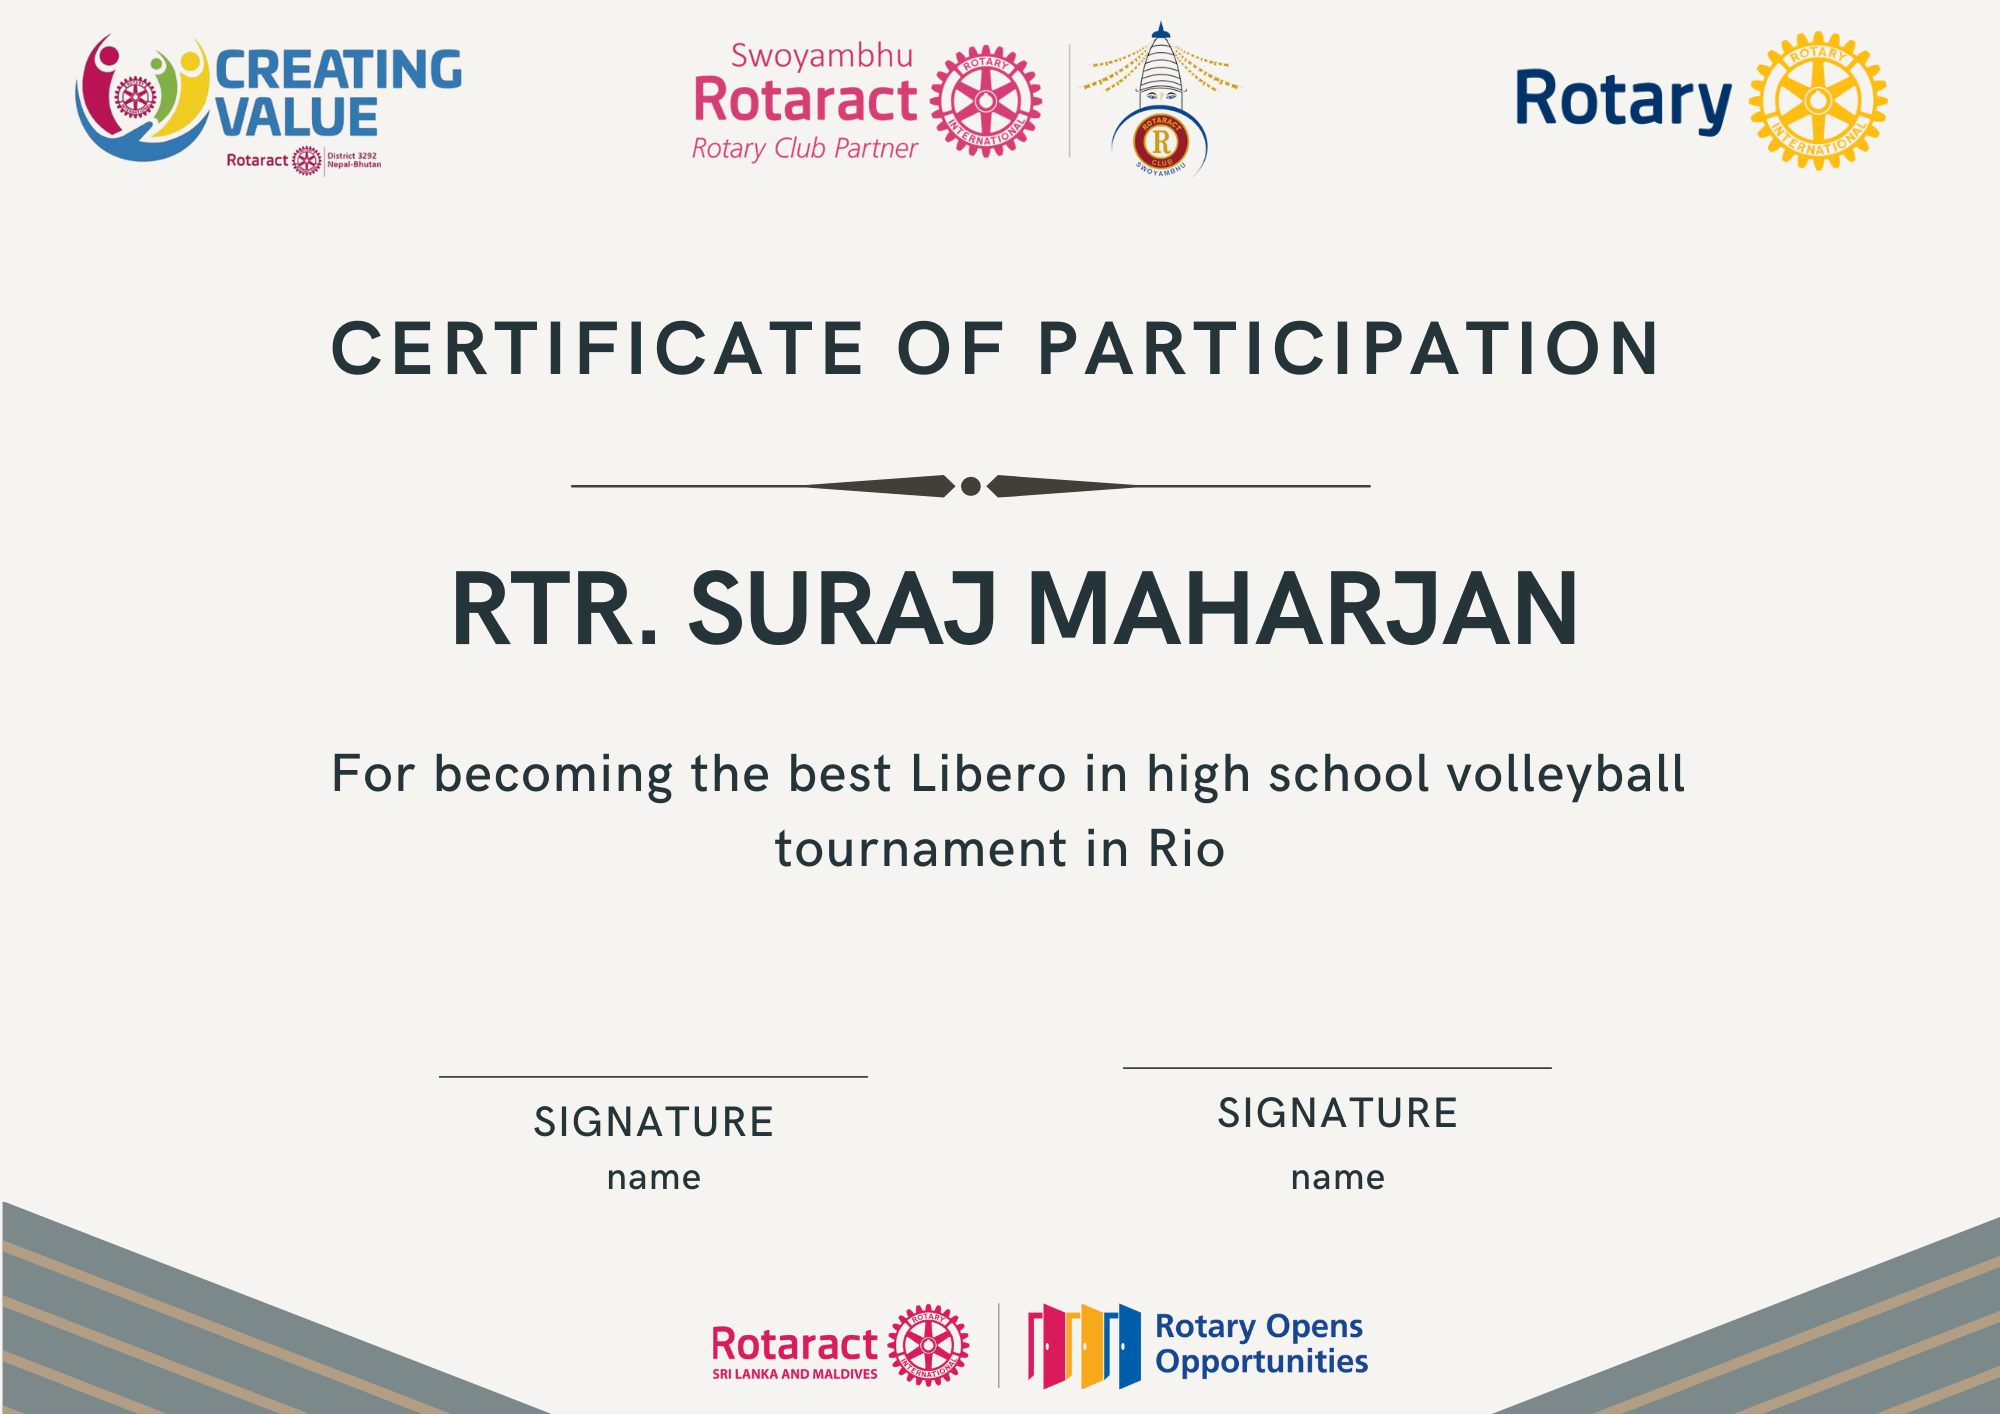 CREATING
VALUE
Rotaract
District 3292
Nepal-Bhutan
Swoyambhu
Rotaract
Rotary Club Partner
ROTARY
INTERNATIONAL
ROTARACT
R
CLUB
SWOYAMBHU
Rotary
ROTARY
INTERNATIONAL
CERTIFICATE OF PARTICIPATION
RTR. SURAJ MAHARJAN
For becoming the best Libero in high school volleyball
tournament in Rio
SIGNATURE
name
SIGNATURE
name
Rotaract
SRI LANKA AND MALDIVES
ROTARY
INTERNATIONAL
Rotary Opens
Opportunities